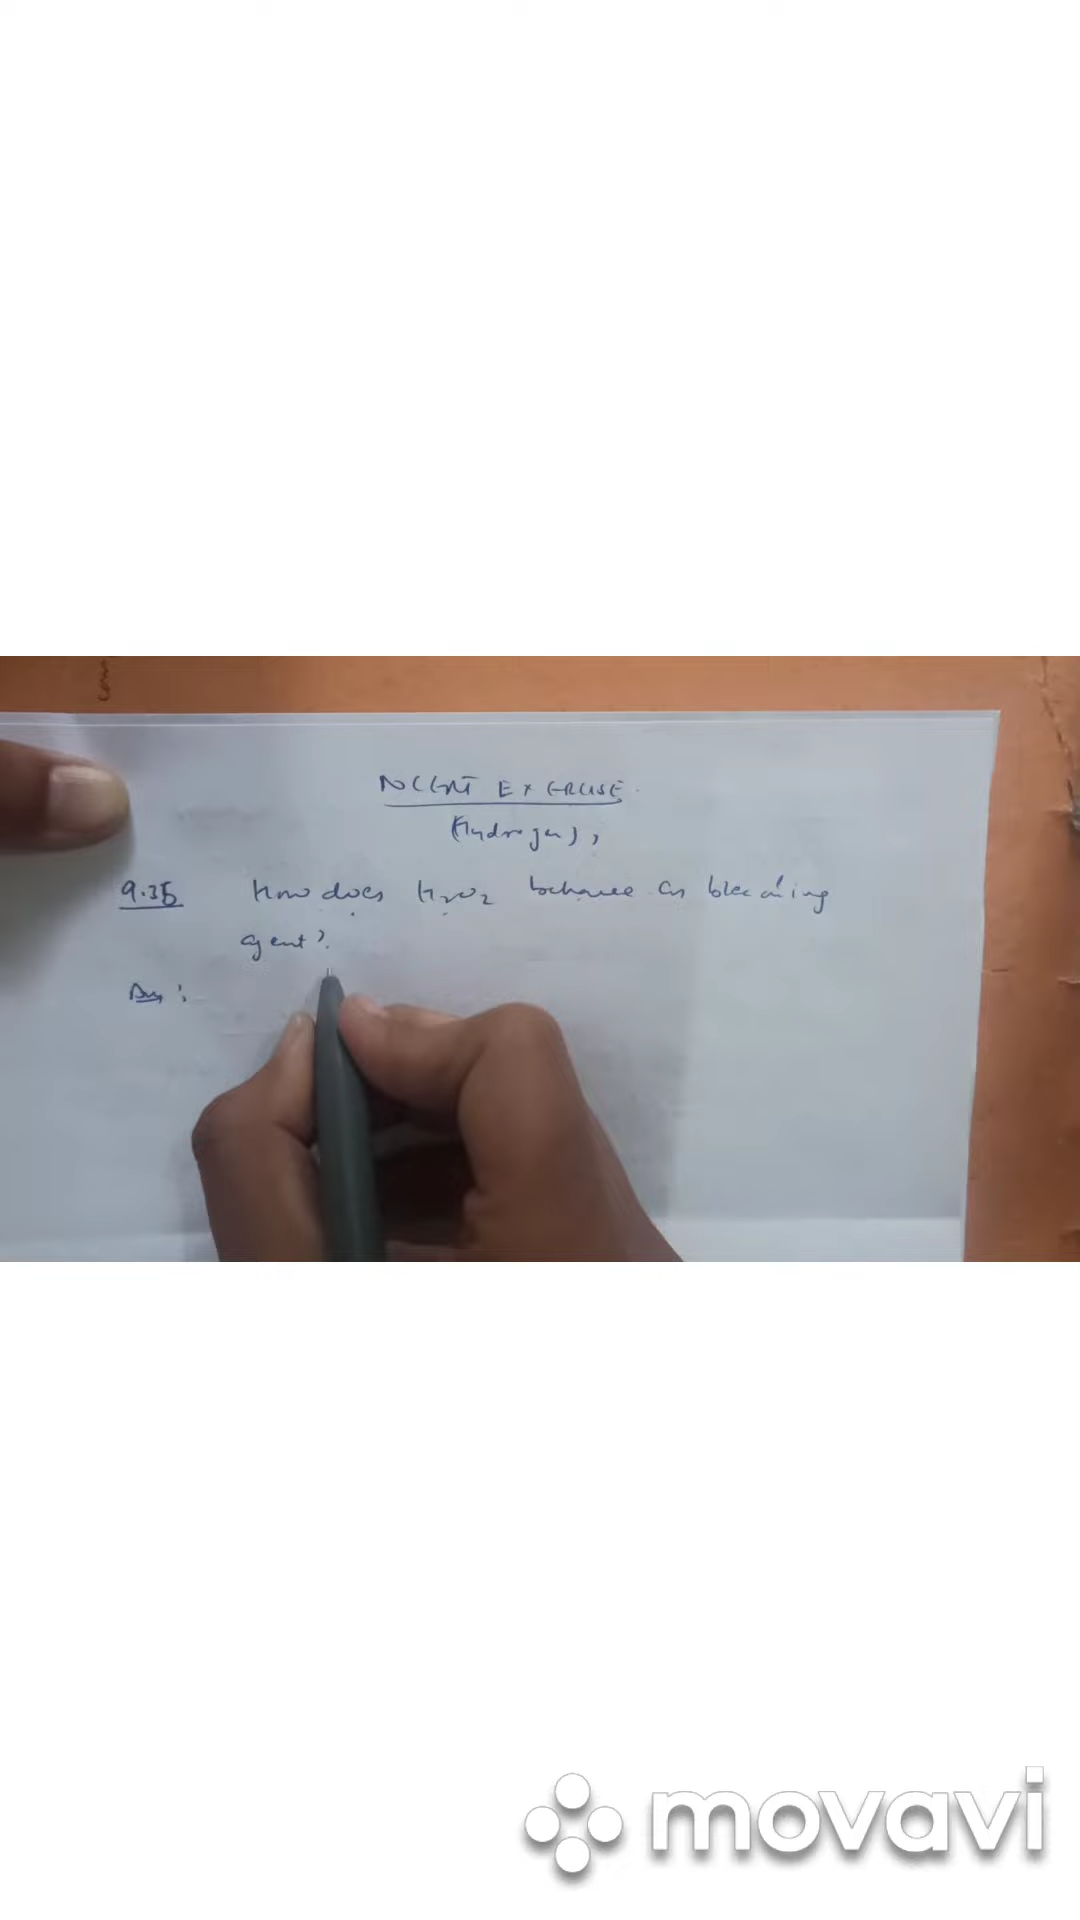 NCERT EXERCISE
(Hydrogen),
9.35 How does H2O2 behave as bleaching
agent?
Ans:
movavi